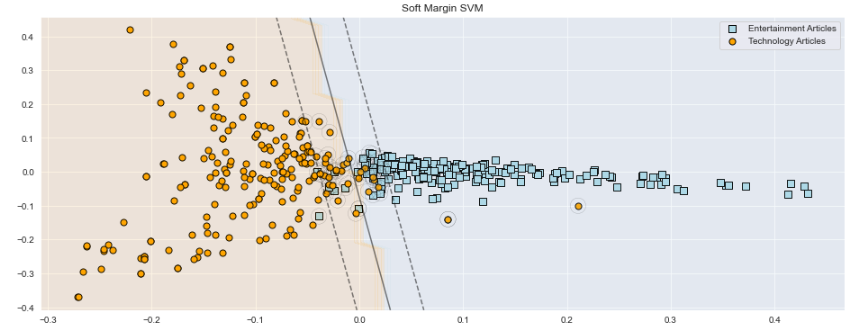 Soft Margin SVM
Entertainment Articles
Technology Articles
0.4
0.3
0.2
0.1
0.0
−0.1
−0.2
−0.3
−0.4
−0.3 −0.2 −0.1 0.0 0.1 0.2 0.3 0.4